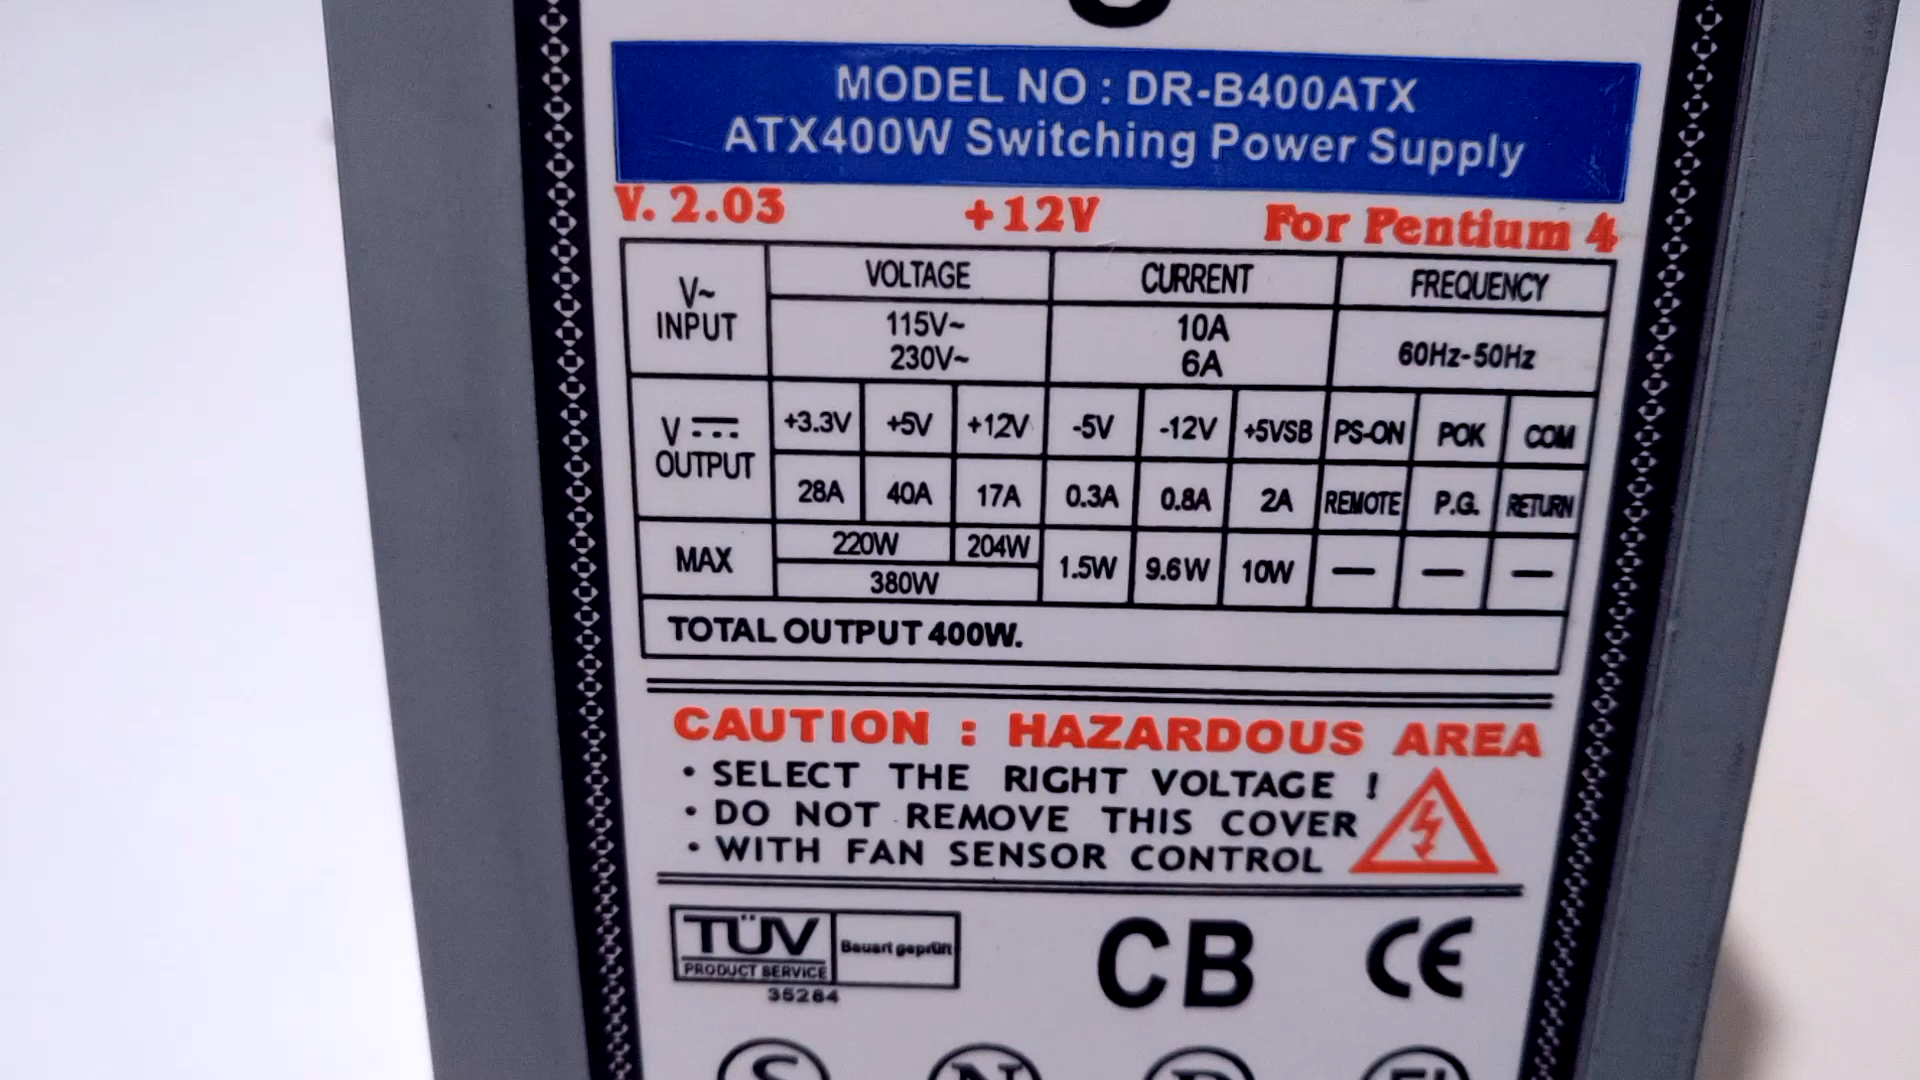 MODEL NO : DR-B400ATX
ATX400W Switching Power Supply
V. 2.03 +12V For Pentium 4
V~ INPUT VOLTAGE CURRENT FREQUENCY
115V~ 10A 60Hz-50Hz
230V~ 6A
V OUTPUT +3.3V +5V +12V -5V -12V +5VSB PS-ON POK COM
28A 40A 17A 0.3A 0.8A 2A REMOTE P.G. RETURN
MAX 220W 204W 1.5W 9.6W 10W — — —
380W
TOTAL OUTPUT 400W.
CAUTION : HAZARDOUS AREA
• SELECT THE RIGHT VOLTAGE !
• DO NOT REMOVE THIS COVER
• WITH FAN SENSOR CONTROL
TÜV Bauart geprüft CB CE
PRODUCT SERVICE
35284
S N D FI